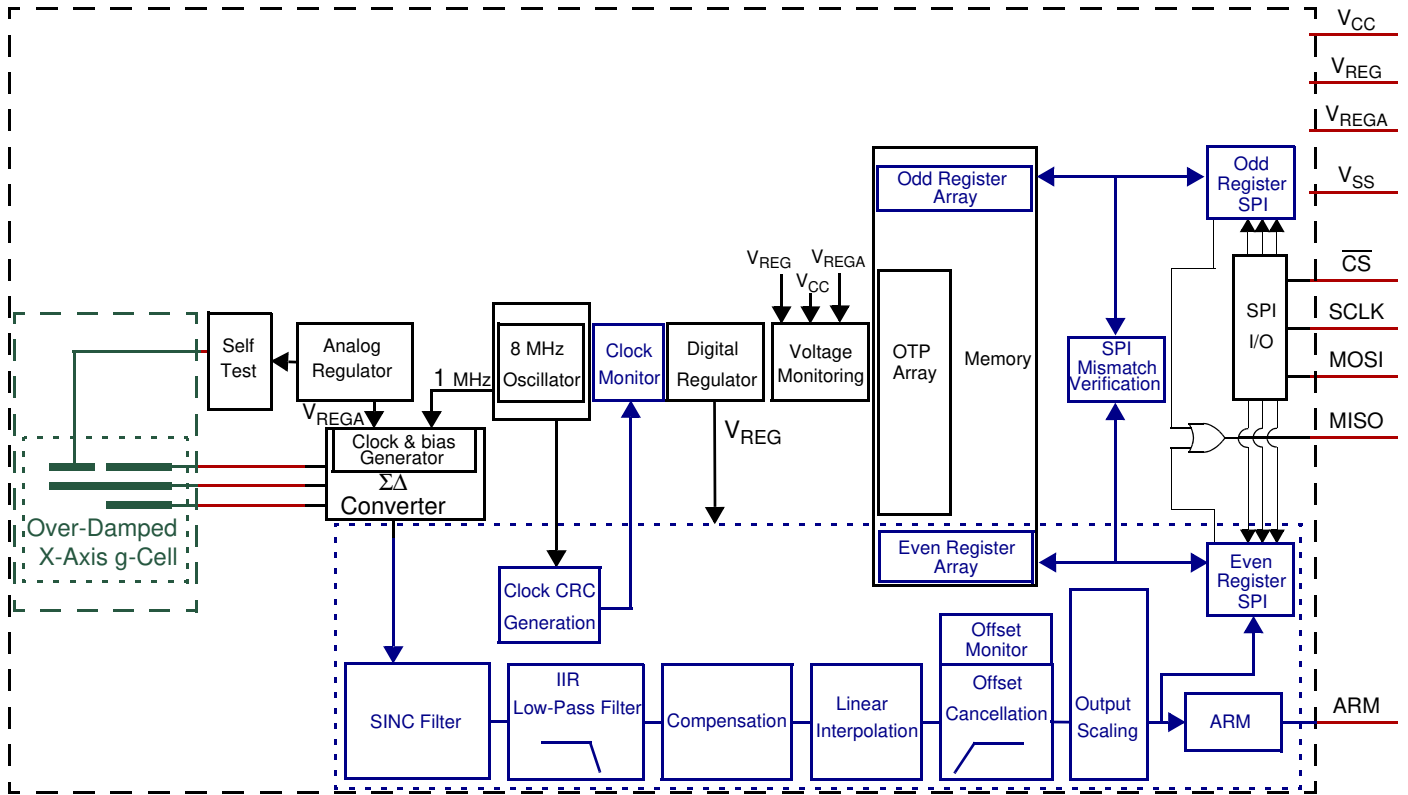 VCC
VREG
VREGA
VSS
CS
SCLK
MOSI
MISO
ARM
Odd Register
Array
Odd
Register
SPI
VREG
VCC
VREGA
SPI
I/O
Self
Test
Analog
Regulator
8 MHz
Oscillator
Clock
Monitor
Digital
Regulator
Voltage
Monitoring
OTP
Array
Memory
SPI
Mismatch
Verification
1 MHz
VREGA
VREG
Clock & bias
Generator
ΣΔ
Converter
Over-Damped
X-Axis g-Cell
Even Register
Array
Even
Register
SPI
Clock CRC
Generation
Offset
Monitor
SINC Filter
IIR
Low-Pass Filter
Compensation
Linear
Interpolation
Offset
Cancellation
Output
Scaling
ARM